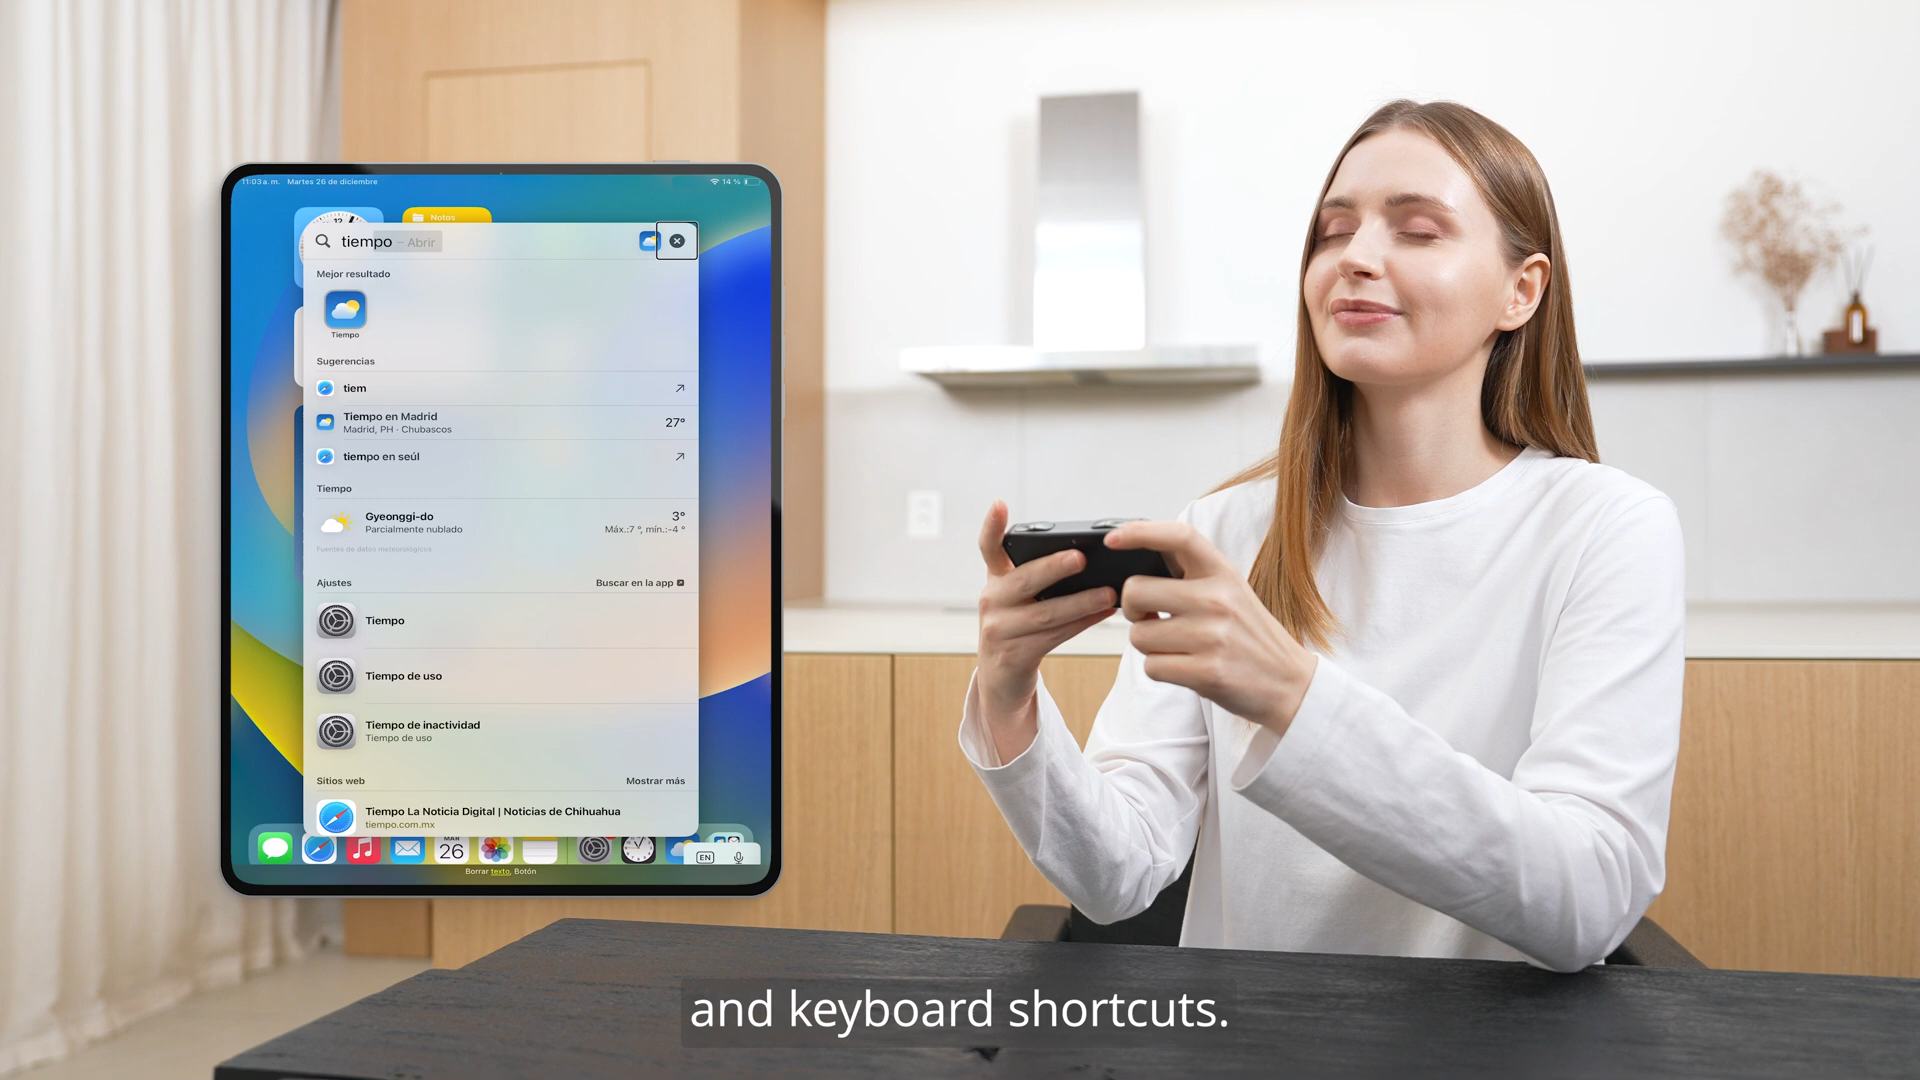 11:03 a. m. Martes 26 de diciembre
14 %
12
Notas
tiempo – Abrir
Mejor resultado
Tiempo
Sugerencias
tiem
Tiempo en Madrid
Madrid, PH · Chubascos
27°
tiempo en seúl
Tiempo
Gyeonggi-do
Parcialmente nublado
3°
Máx.:7 °, mín.:-4 °
Fuentes de datos meteorológicos
Ajustes
Buscar en la app
Tiempo
Tiempo de uso
Tiempo de inactividad
Tiempo de uso
Sitios web
Mostrar más
Tiempo La Noticia Digital | Noticias de Chihuahua
tiempo.com.mx
MAR
26
EN
Borrar texto, Botón
and keyboard shortcuts.